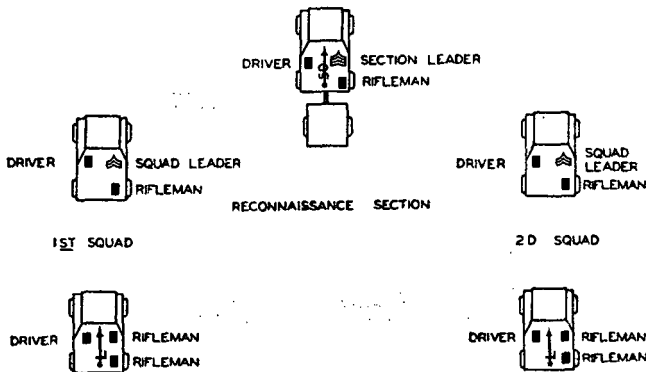 DRIVER
.50
SECTION LEADER
RIFLEMAN
DRIVER
SQUAD LEADER
RIFLEMAN
DRIVER
SQUAD
LEADER
RIFLEMAN
RECONNAISSANCE SECTION
1ST SQUAD
2D SQUAD
DRIVER
RIFLEMAN
RIFLEMAN
DRIVER
RIFLEMAN
RIFLEMAN